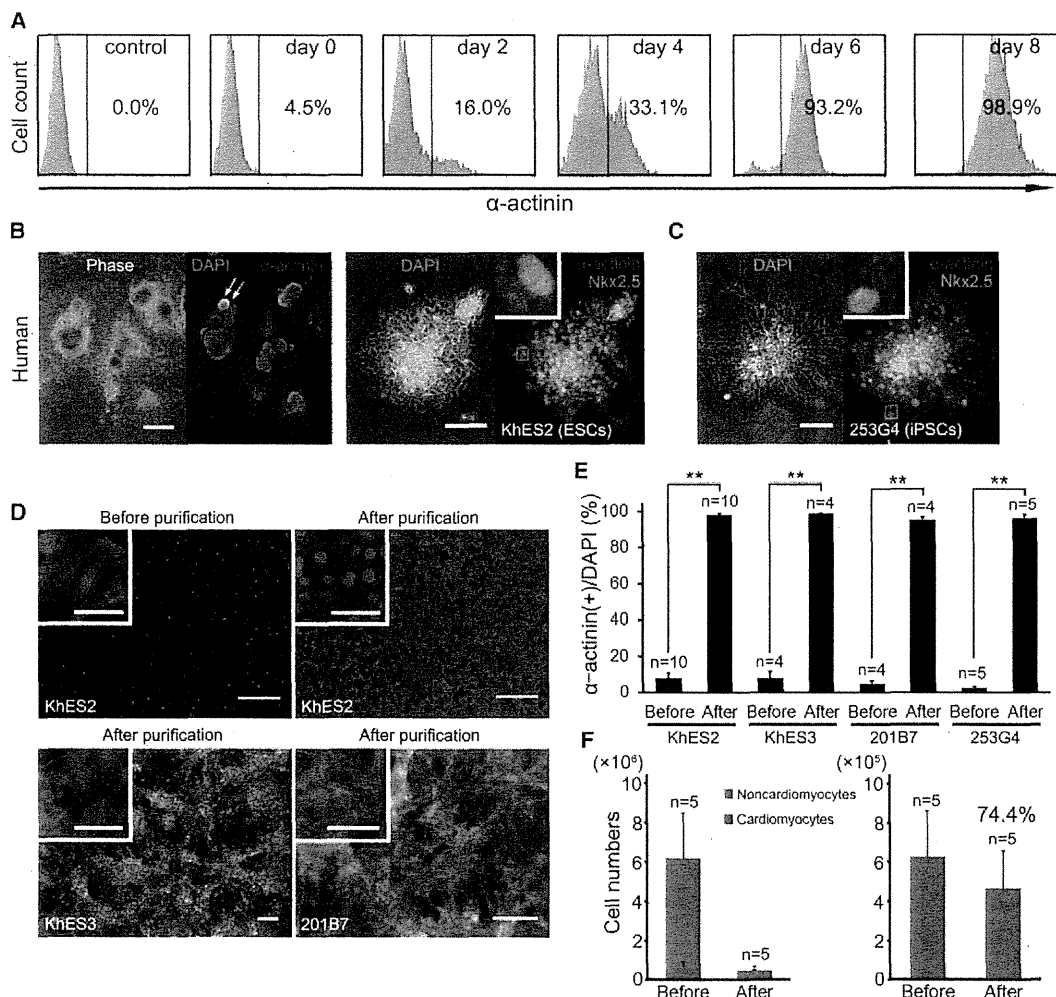 A
control
day 0
day 2
day 4
day 6
day 8
0.0%
4.5%
16.0%
33.1%
93.2%
98.9%
Cell count
α-actinin
B
C
Human
Phase
DAPI
DAPI
Nkx2.5
KhES2 (ESCs)
DAPI
Nkx2.5
253G4 (iPSCs)
D
Before purification
After purification
KhES2
KhES2
After purification
After purification
KhES3
201B7
E
α-actinin(+)/DAPI (%)
100
80
60
40
20
0
**
**
**
**
n=10
n=10
n=4
n=4
n=4
n=4
n=5
n=5
Before After Before After Before After Before After
KhES2 KhES3 201B7 253G4
F
(×10⁶)
Cell numbers
10
8
6
4
2
0
n=5
n=5
Noncardiomyocytes
Cardiomyocytes
Before After
(×10⁵)
10
8
6
4
2
0
n=5
74.4%
n=5
Before After